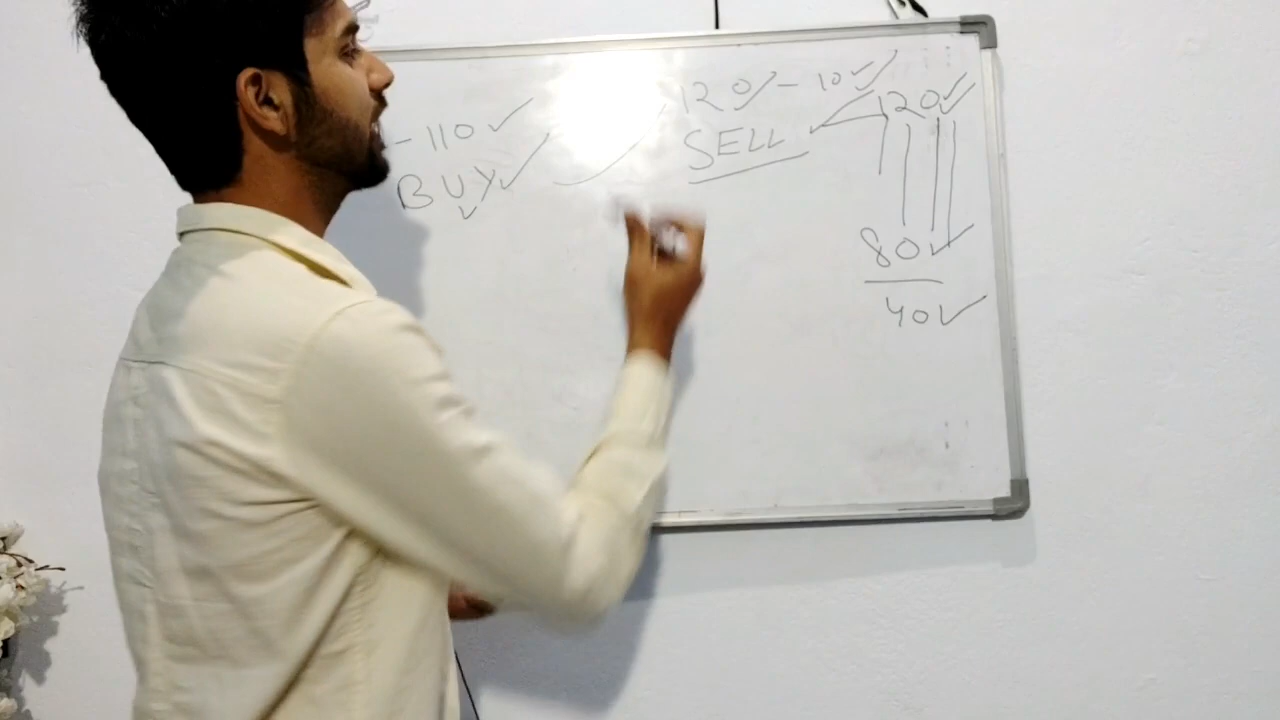 -110 ✓
BUY ✓
120/- 10 ✓
SELL
120 ✓
80 ✓
40 ✓